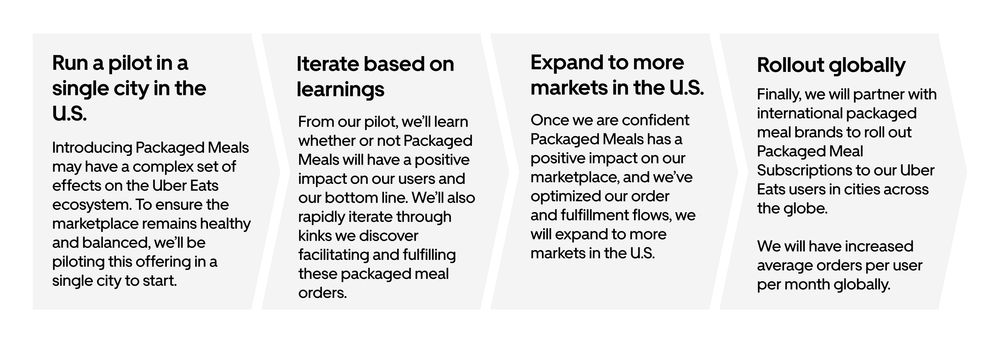 Run a pilot in a
single city in the
U.S.
Introducing Packaged Meals
may have a complex set of
effects on the Uber Eats
ecosystem. To ensure the
marketplace remains healthy
and balanced, we'll be
piloting this offering in a
single city to start.
Iterate based on
learnings
From our pilot, we'll learn
whether or not Packaged
Meals will have a positive
impact on our users and
our bottom line. We'll also
rapidly iterate through
kinks we discover
facilitating and fulfilling
these packaged meal
orders.
Expand to more
markets in the U.S.
Once we are confident
Packaged Meals has a
positive impact on our
marketplace, and we've
optimized our order
and fulfillment flows, we
will expand to more
markets in the U.S.
Rollout globally
Finally, we will partner with
international packaged
meal brands to roll out
Packaged Meal
Subscriptions to our Uber
Eats users in cities across
the globe.
We will have increased
average orders per user
per month globally.